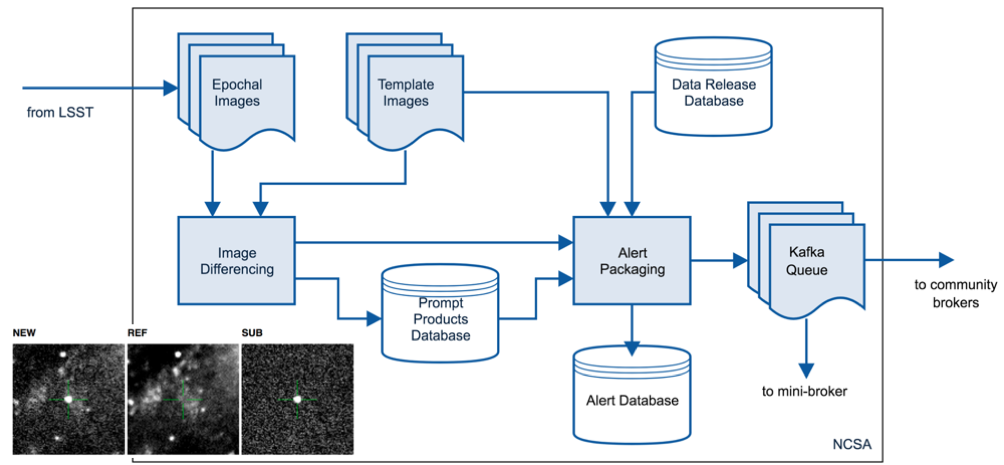 Epochal
Images
Template
Images
Data Release
Database
from LSST
Image
Differencing
Alert
Packaging
Kafka
Queue
to community
brokers
Prompt
Products
Database
NEW
REF
SUB
Alert Database
to mini-broker
NCSA